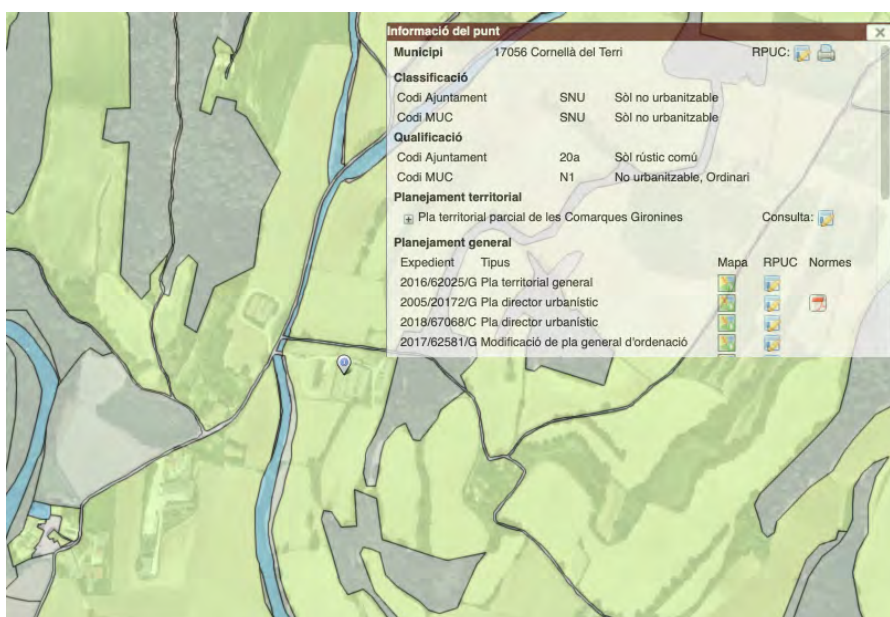 Informació del punt
Municipi 17056 Cornellà del Terri RPUC:
Classificació
Codi Ajuntament SNU Sòl no urbanitzable
Codi MUC SNU Sòl no urbanitzable
Qualificació
Codi Ajuntament 20a Sòl rústic comú
Codi MUC N1 No urbanitzable, Ordinari
Planejament territorial
Pla territorial parcial de les Comarques Gironines Consulta:
Planejament general
Expedient Tipus Mapa RPUC Normes
2016/62025/G Pla territorial general
2005/20172/G Pla director urbanístic
2018/67068/C Pla director urbanístic
2017/62581/G Modificació de pla general d'ordenació